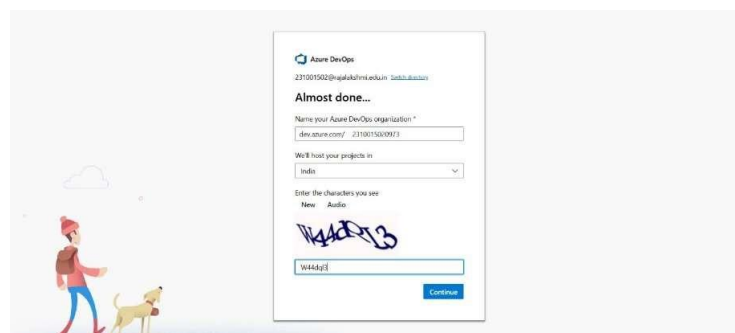 Azure DevOps
231001502@rajalakshmi.edu.in Switch directory
Almost done...
Name your Azure DevOps organization *
dev.azure.com/ 2310015020973
We'll host your projects in
India
Enter the characters you see
New Audio
Continue